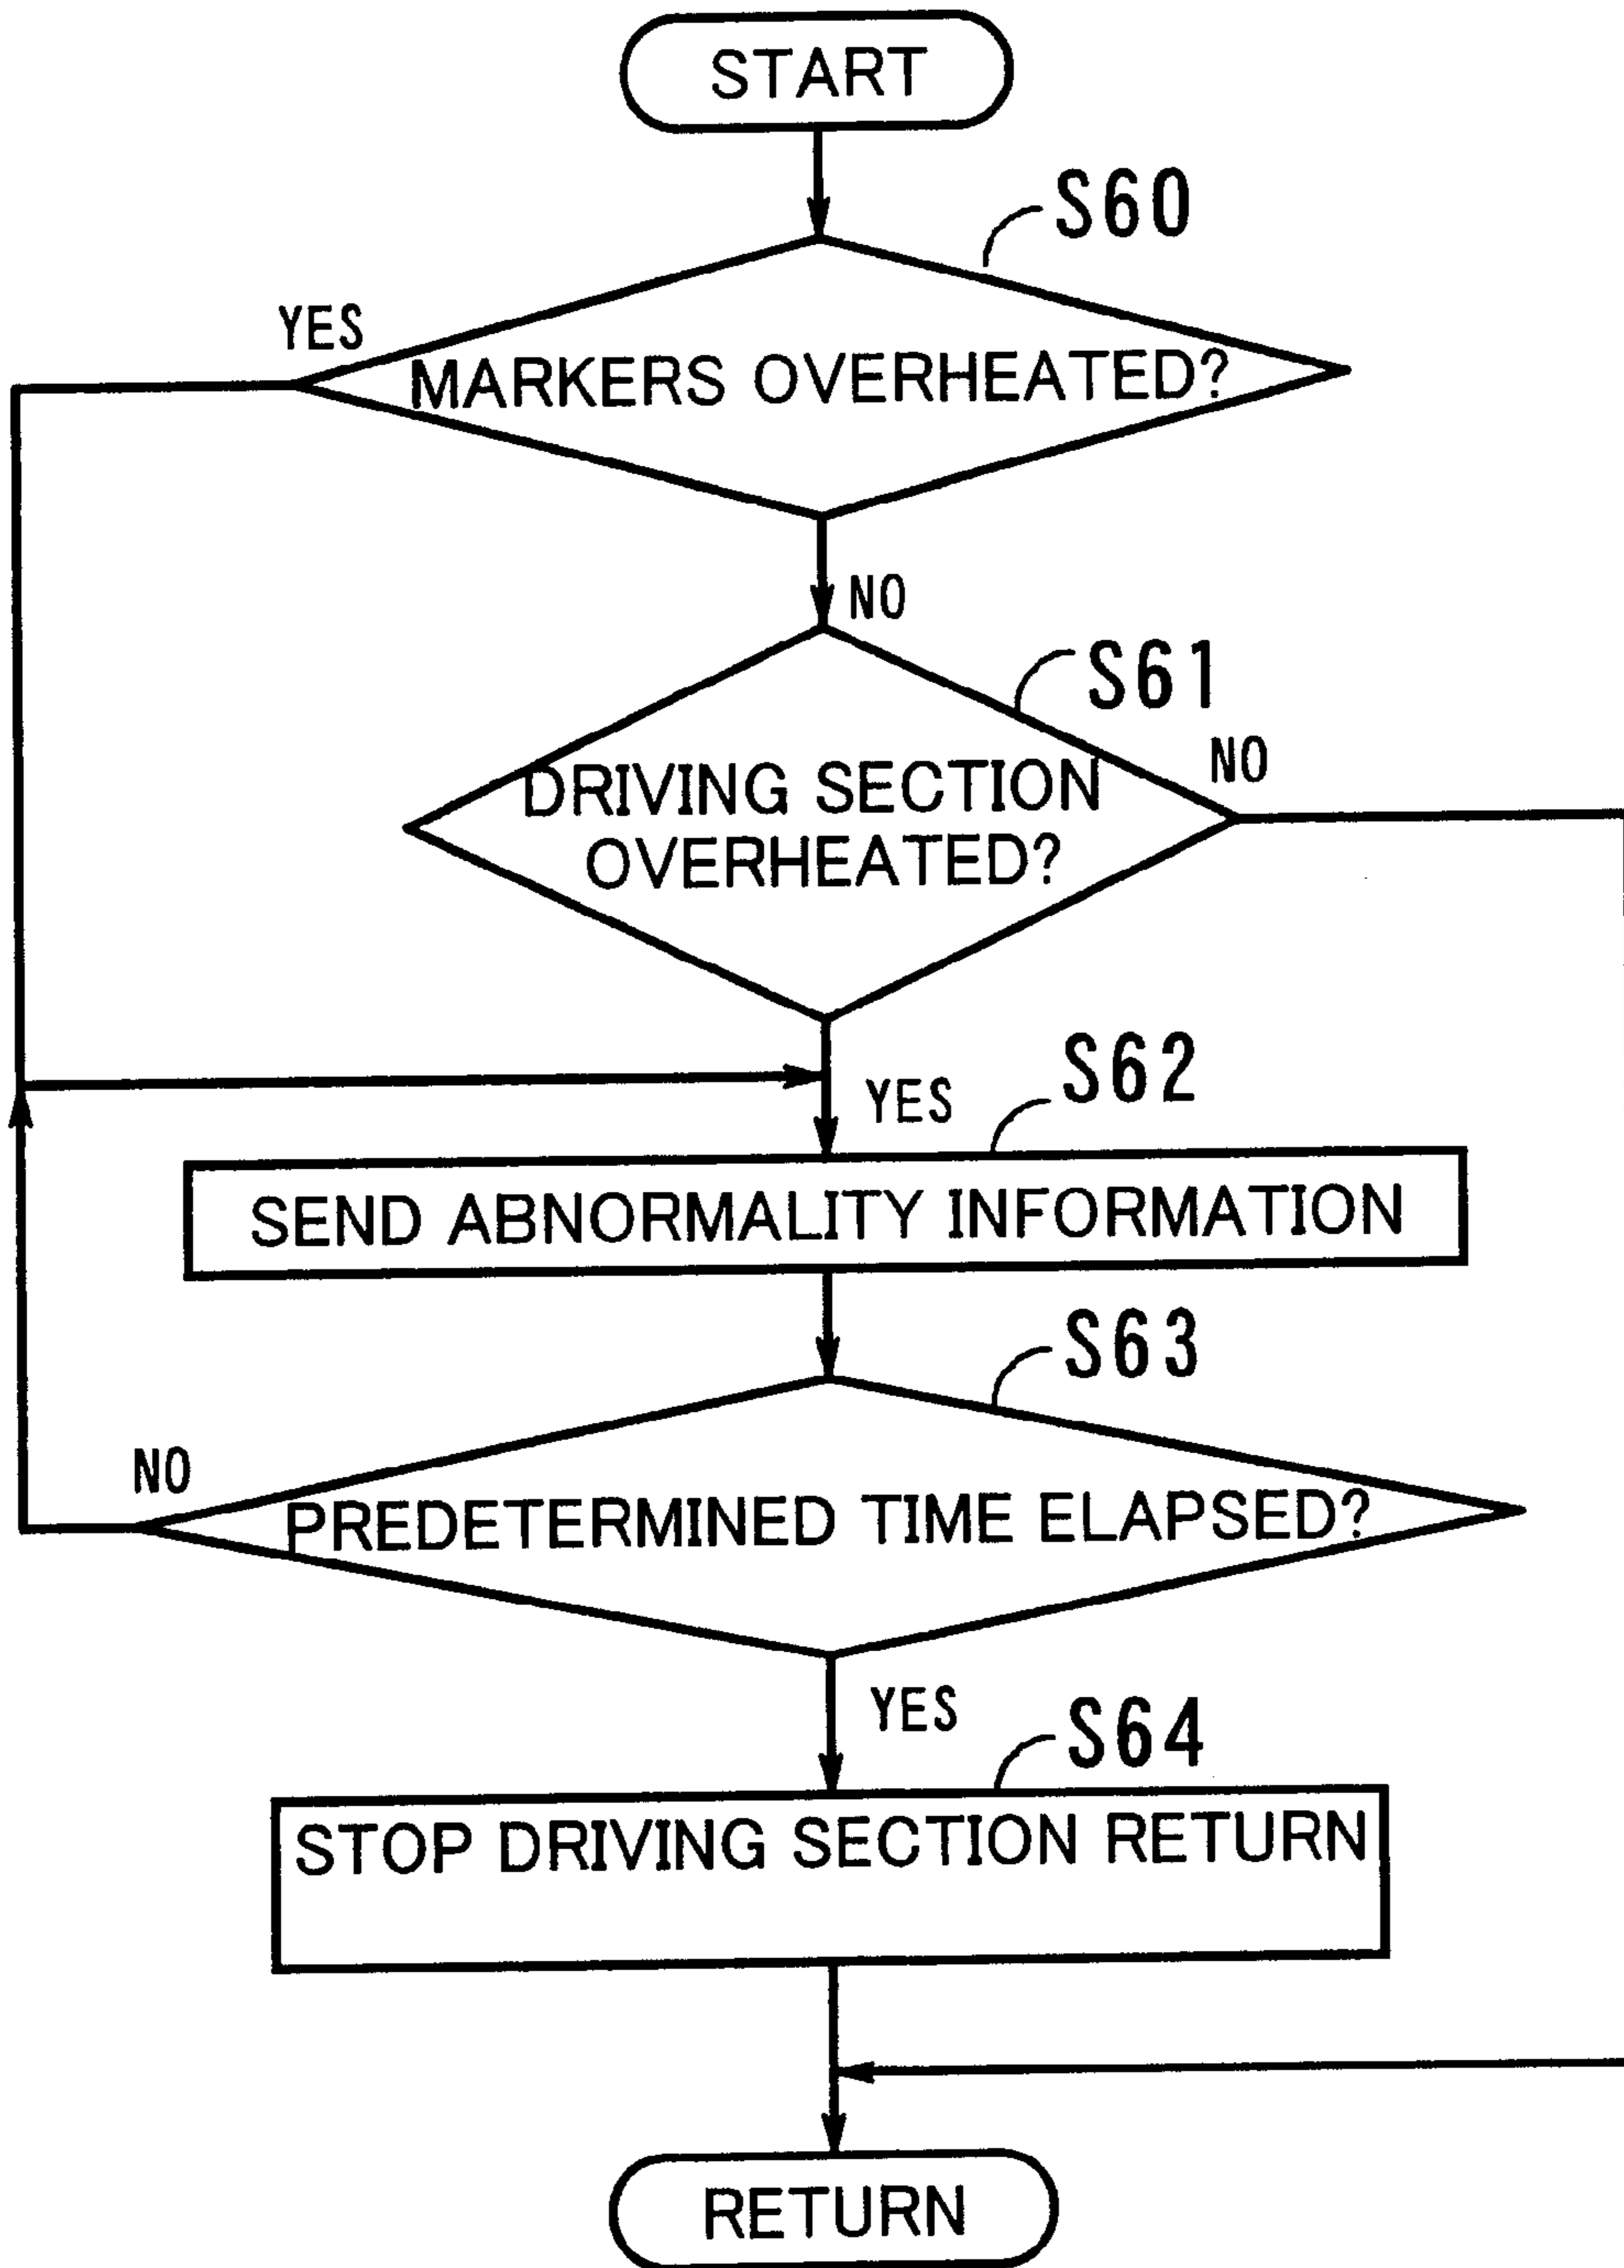 START
S60
YES
MARKERS OVERHEATED?
NO
S61
NO
DRIVING SECTION
OVERHEATED?
S62
YES
SEND ABNORMALITY INFORMATION
S63
NO
PREDETERMINED TIME ELAPSED?
YES
S64
STOP DRIVING SECTION RETURN
RETURN